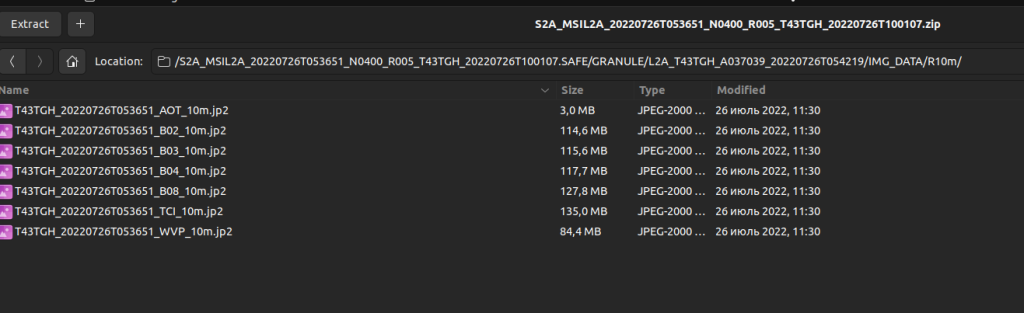 Extract + S2A_MSIL2A_20220726T053651_N0400_R005_T43TGH_20220726T100107.zip
Location: /S2A_MSIL2A_20220726T053651_N0400_R005_T43TGH_20220726T100107.SAFE/GRANULE/L2A_T43TGH_A037039_20220726T054219/IMG_DATA/R10m/
Name Size Type Modified
T43TGH_20220726T053651_AOT_10m.jp2 3,0 MB JPEG-2000 … 26 июль 2022, 11:30
T43TGH_20220726T053651_B02_10m.jp2 114,6 MB JPEG-2000 … 26 июль 2022, 11:30
T43TGH_20220726T053651_B03_10m.jp2 115,6 MB JPEG-2000 … 26 июль 2022, 11:30
T43TGH_20220726T053651_B04_10m.jp2 117,7 MB JPEG-2000 … 26 июль 2022, 11:30
T43TGH_20220726T053651_B08_10m.jp2 127,8 MB JPEG-2000 … 26 июль 2022, 11:30
T43TGH_20220726T053651_TCI_10m.jp2 135,0 MB JPEG-2000 … 26 июль 2022, 11:30
T43TGH_20220726T053651_WVP_10m.jp2 84,4 MB JPEG-2000 … 26 июль 2022, 11:30